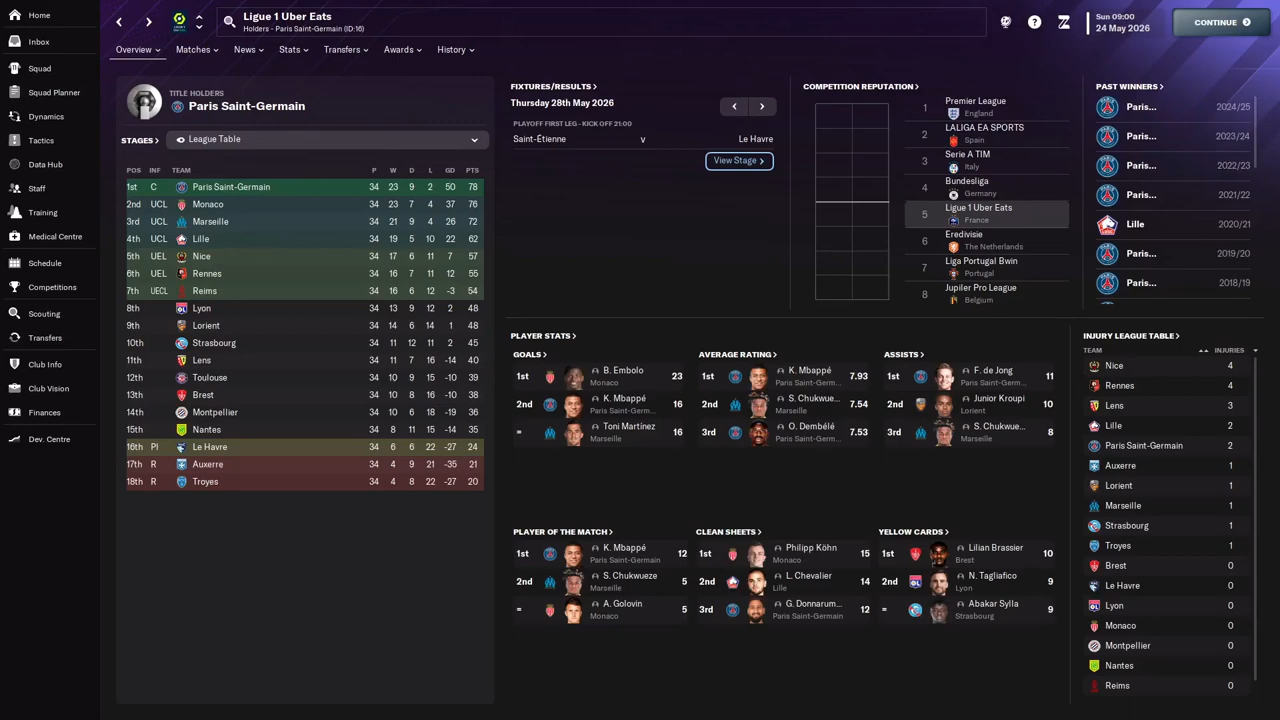 Home
Inbox
Squad
Squad Planner
Dynamics
Tactics
Data Hub
Staff
Training
Medical Centre
Schedule
Competitions
Scouting
Transfers
Club Info
Club Vision
Finances
Dev. Centre
Ligue 1 Uber Eats
Holders - Paris Saint-Germain (ID:16)
Sun 09:00
24 May 2026
CONTINUE
Overview Matches News Stats Transfers Awards History
TITLE HOLDERS
Paris Saint-Germain
STAGES League Table
POS INF TEAM P W D L GD PTS
1st C Paris Saint-Germain 34 23 9 2 50 78
2nd UCL Monaco 34 23 7 4 37 76
3rd UCL Marseille 34 21 9 4 26 72
4th UCL Lille 34 19 5 10 22 62
5th UEL Nice 34 17 6 11 7 57
6th UEL Rennes 34 16 7 11 12 55
7th UECL Reims 34 16 6 12 -3 54
8th Lyon 34 13 9 12 2 48
9th Lorient 34 14 6 14 1 48
10th Strasbourg 34 11 12 11 2 45
11th Lens 34 11 7 16 -14 40
12th Toulouse 34 10 9 15 -10 39
13th Brest 34 10 8 16 -10 38
14th Montpellier 34 10 6 18 -19 36
15th Nantes 34 8 11 15 -14 35
16th Pl Le Havre 34 6 6 22 -27 24
17th R Auxerre 34 4 9 21 -35 21
18th R Troyes 34 4 8 22 -27 20
FIXTURES/RESULTS
Thursday 28th May 2026
PLAYOFF FIRST LEG - KICK OFF 21:00
Saint-Étienne v Le Havre
View Stage
COMPETITION REPUTATION
1 Premier League
England
2 LALIGA EA SPORTS
Spain
3 Serie A TIM
Italy
4 Bundesliga
Germany
5 Ligue 1 Uber Eats
France
6 Eredivisie
The Netherlands
7 Liga Portugal Bwin
Portugal
8 Jupiler Pro League
Belgium
PAST WINNERS
Paris... 2024/25
Paris... 2023/24
Paris... 2022/23
Paris... 2021/22
Lille 2020/21
Paris... 2019/20
Paris... 2018/19
PLAYER STATS
GOALS
1st B. Embolo 23
Monaco
2nd K. Mbappé 16
Paris Saint-Germ...
= Toni Martínez 16
Marseille
AVERAGE RATING
1st K. Mbappé 7.93
Paris Saint-Germ...
2nd S. Chukwue... 7.54
Marseille
3rd O. Dembélé 7.53
Paris Saint-Germ...
ASSISTS
1st F. de Jong 11
Paris Saint-Germ...
2nd Junior Kroupi 10
Lorient
3rd S. Chukwue... 8
Marseille
PLAYER OF THE MATCH
1st K. Mbappé 12
Paris Saint-Germain
2nd S. Chukwueze 5
Marseille
= A. Golovin 5
Monaco
CLEAN SHEETS
1st Philipp Köhn 15
Monaco
2nd L. Chevalier 14
Lille
3rd G. Donnarum... 12
Paris Saint-Germain
YELLOW CARDS
1st Lilian Brassier 10
Brest
2nd N. Tagliafico 9
Lyon
= Abakar Sylla 9
Strasbourg
INJURY LEAGUE TABLE
TEAM INJURIES
Nice 4
Rennes 4
Lens 3
Lille 2
Paris Saint-Germain 2
Auxerre 1
Lorient 1
Marseille 1
Strasbourg 1
Troyes 1
Brest 0
Le Havre 0
Lyon 0
Monaco 0
Montpellier 0
Nantes 0
Reims 0